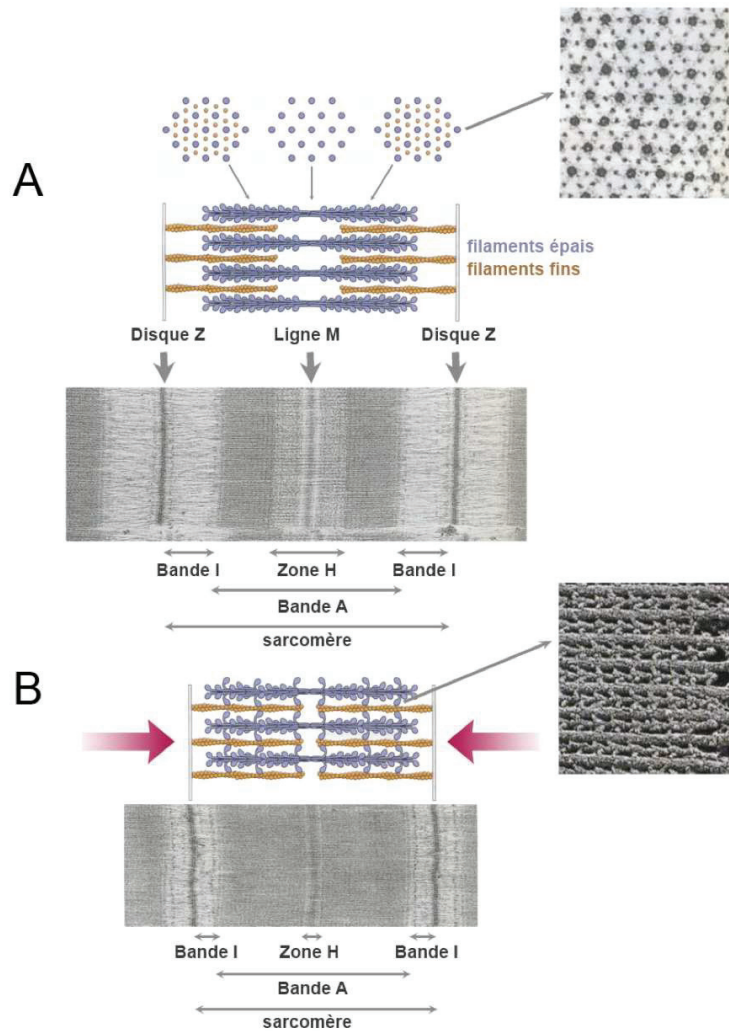 A
filaments épais
filaments fins
Disque Z Ligne M Disque Z
Bande I Zone H Bande I
Bande A
sarcomère
B
Bande I Zone H Bande I
Bande A
sarcomère